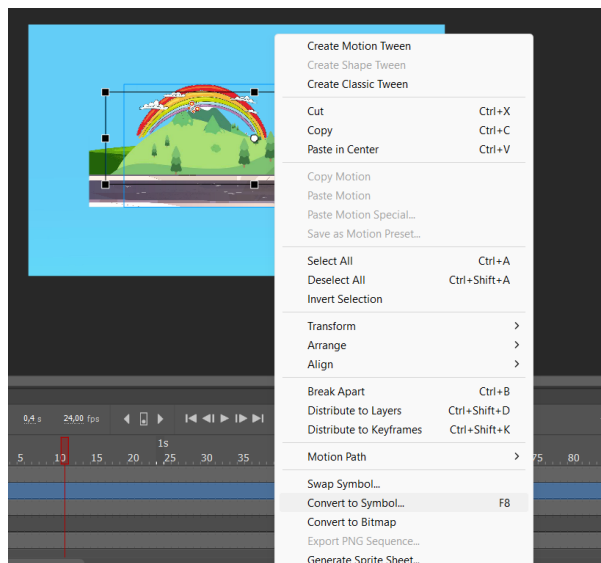 Create Motion Tween
Create Shape Tween
Create Classic Tween
Cut Ctrl+X
Copy Ctrl+C
Paste in Center Ctrl+V
Copy Motion
Paste Motion
Paste Motion Special...
Save as Motion Preset...
Select All Ctrl+A
Deselect All Ctrl+Shift+A
Invert Selection
Transform
Arrange
Align
Break Apart Ctrl+B
Distribute to Layers Ctrl+Shift+D
Distribute to Keyframes Ctrl+Shift+K
Motion Path
Swap Symbol...
Convert to Symbol... F8
Convert to Bitmap
Export PNG Sequence...
Generate Sprite Sheet...
0,4 s 24,00 fps
1s
5 10 15 20 25 30 35 75 80